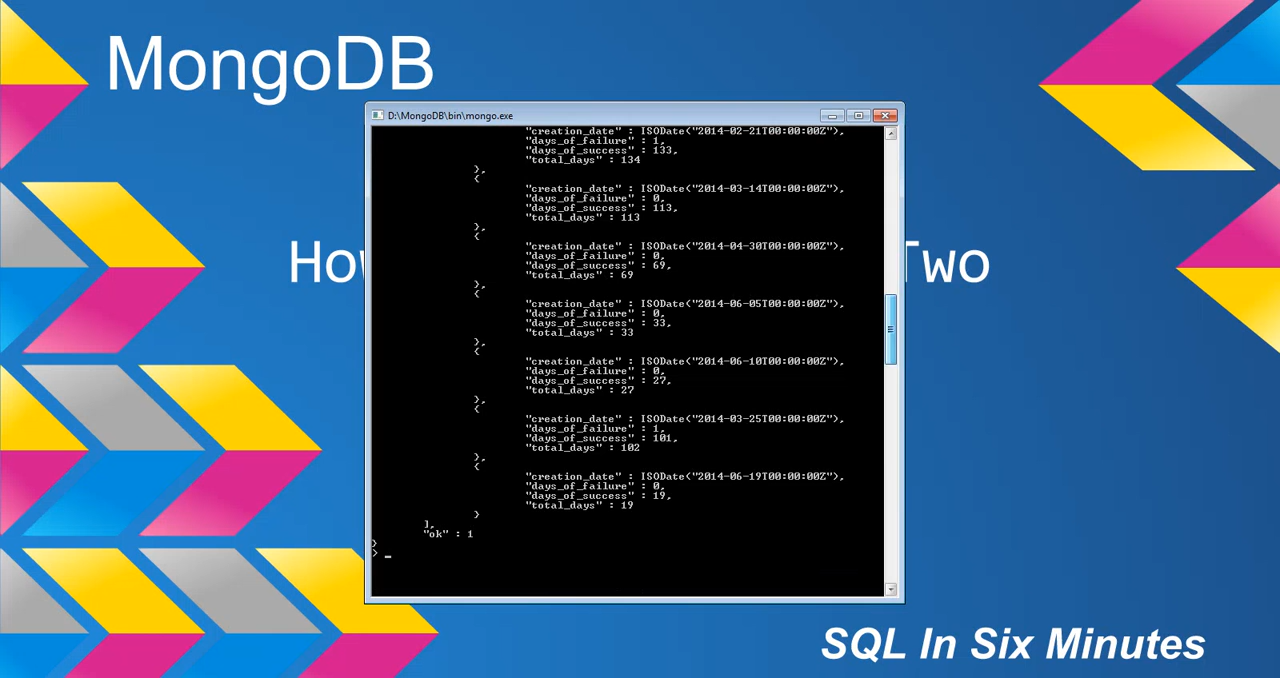 MongoDB
D:\MongoDB\bin\mongo.exe
"creation_date" : ISODate("2014-02-21T00:00:00Z"),
"days_of_failure" : 1,
"days_of_success" : 133,
"total_days" : 134
},
{
"creation_date" : ISODate("2014-03-14T00:00:00Z"),
"days_of_failure" : 0,
"days_of_success" : 113,
"total_days" : 113
},
{
"creation_date" : ISODate("2014-04-30T00:00:00Z"),
"days_of_failure" : 0,
"days_of_success" : 69,
"total_days" : 69
},
{
"creation_date" : ISODate("2014-06-05T00:00:00Z"),
"days_of_failure" : 0,
"days_of_success" : 33,
"total_days" : 33
},
{
"creation_date" : ISODate("2014-06-10T00:00:00Z"),
"days_of_failure" : 0,
"days_of_success" : 27,
"total_days" : 27
},
{
"creation_date" : ISODate("2014-03-25T00:00:00Z"),
"days_of_failure" : 1,
"days_of_success" : 101,
"total_days" : 102
},
{
"creation_date" : ISODate("2014-06-19T00:00:00Z"),
"days_of_failure" : 0,
"days_of_success" : 19,
"total_days" : 19
}
],
"ok" : 1
>
> _
Two
SQL In Six Minutes